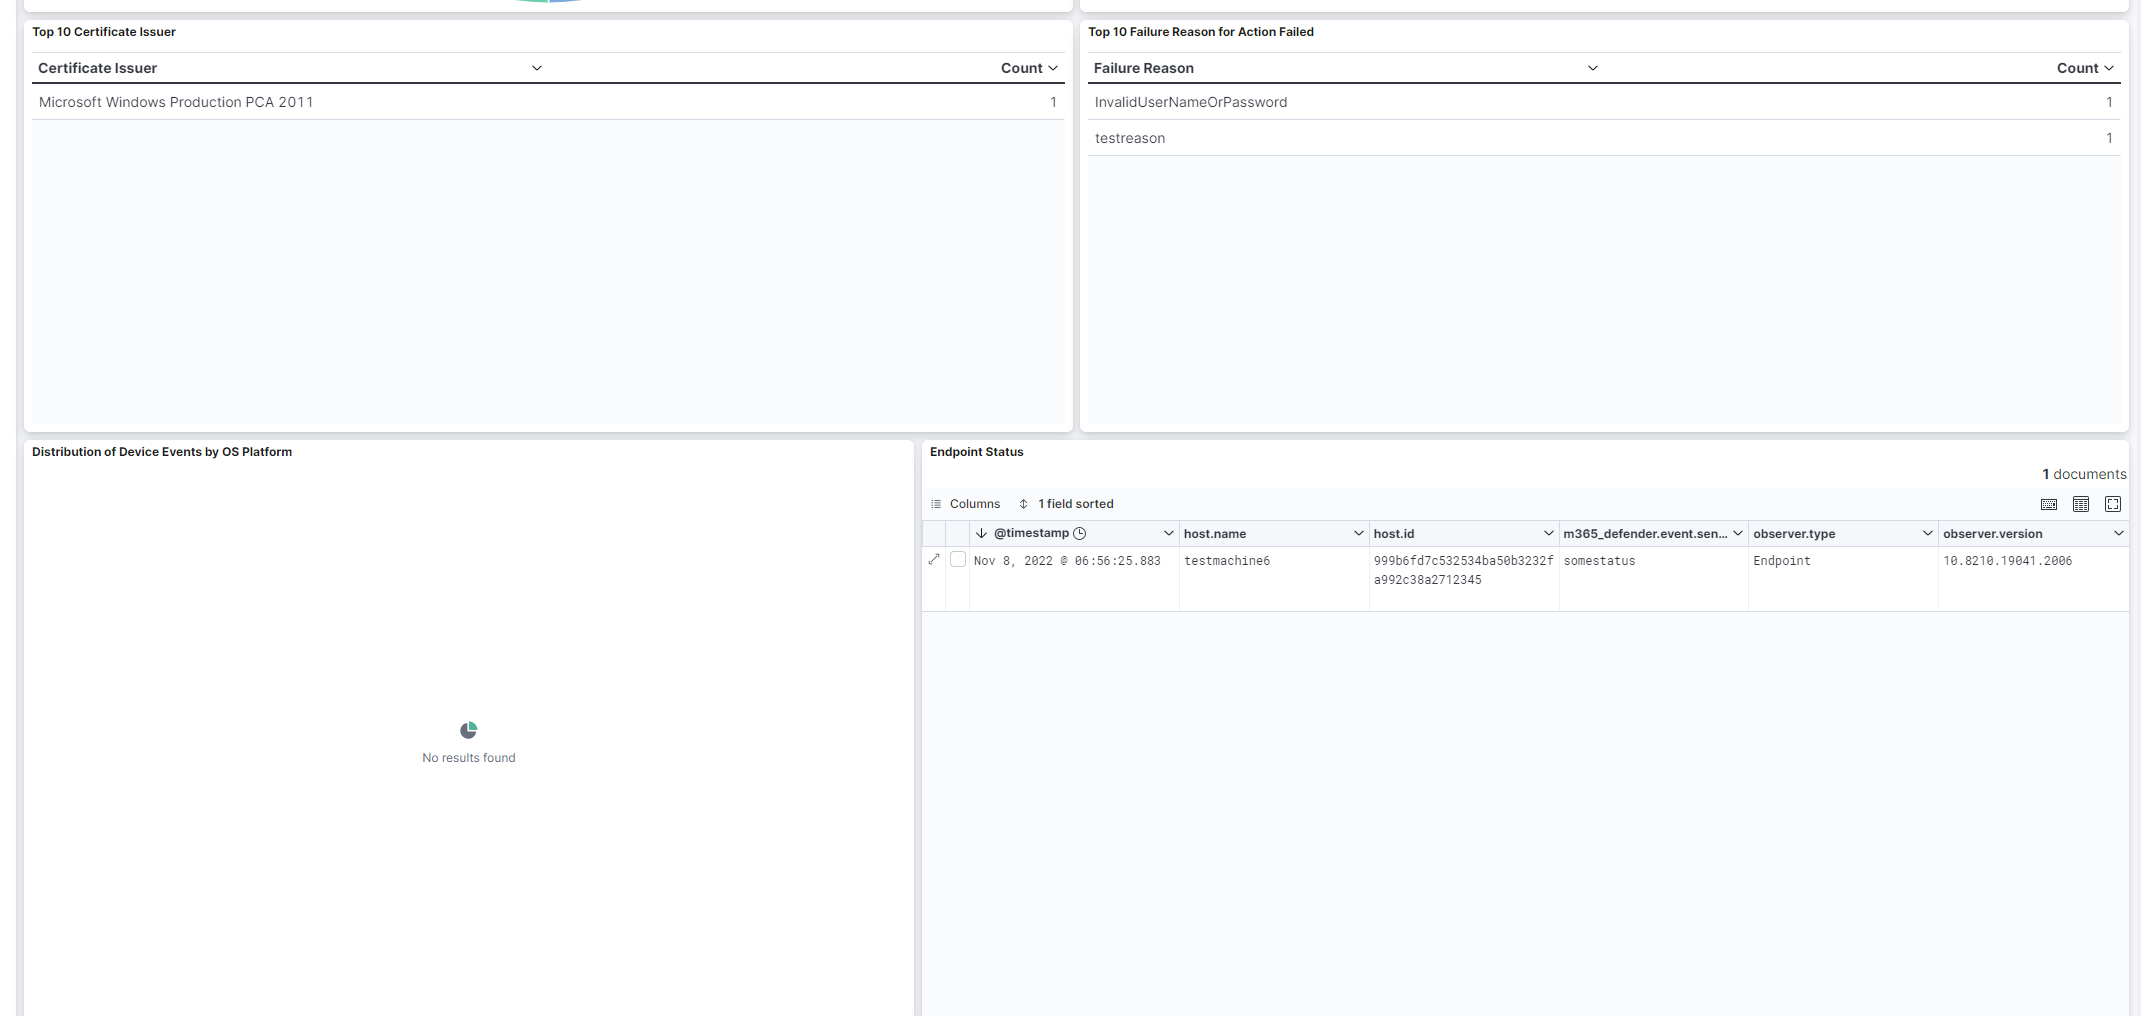 Top 10 Certificate Issuer
Certificate Issuer Count
Microsoft Windows Production PCA 2011 1
Top 10 Failure Reason for Action Failed
Failure Reason Count
InvalidUserNameOrPassword 1
testreason 1
Distribution of Device Events by OS Platform
No results found
Endpoint Status
1 documents
Columns 1 field sorted
@timestamp host.name host.id m365_defender.event.sen... observer.type observer.version
Nov 8, 2022 @ 06:56:25.883 testmachine6 999b6fd7c532534ba50b3232f somestatus Endpoint 10.8210.19041.2006
a992c38a2712345